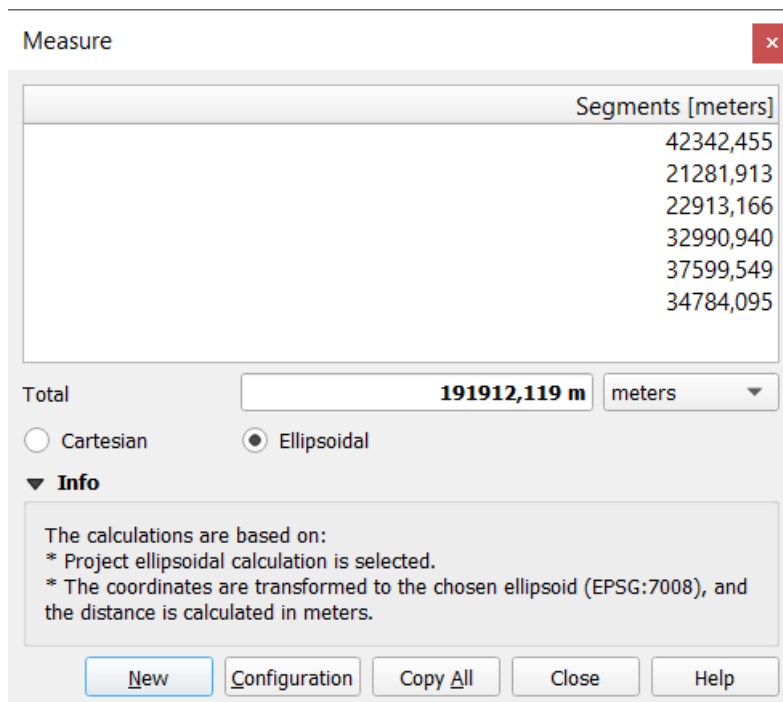 Measure
Segments [meters]
42342,455
21281,913
22913,166
32990,940
37599,549
34784,095
Total 191912,119 m meters
Cartesian Ellipsoidal
Info
The calculations are based on:
* Project ellipsoidal calculation is selected.
* The coordinates are transformed to the chosen ellipsoid (EPSG:7008), and
the distance is calculated in meters.
New Configuration Copy All Close Help